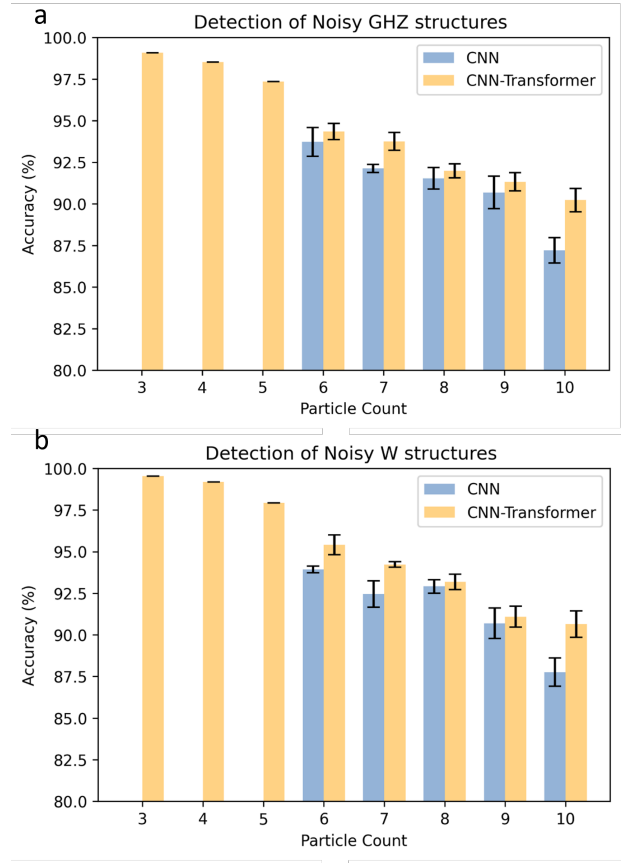 a
Detection of Noisy GHZ structures
100.0
97.5
95.0
92.5
90.0
87.5
85.0
82.5
80.0
Accuracy (%)
CNN
CNN-Transformer
3 4 5 6 7 8 9 10
Particle Count
b
Detection of Noisy W structures
100.0
97.5
95.0
92.5
90.0
87.5
85.0
82.5
80.0
Accuracy (%)
CNN
CNN-Transformer
3 4 5 6 7 8 9 10
Particle Count